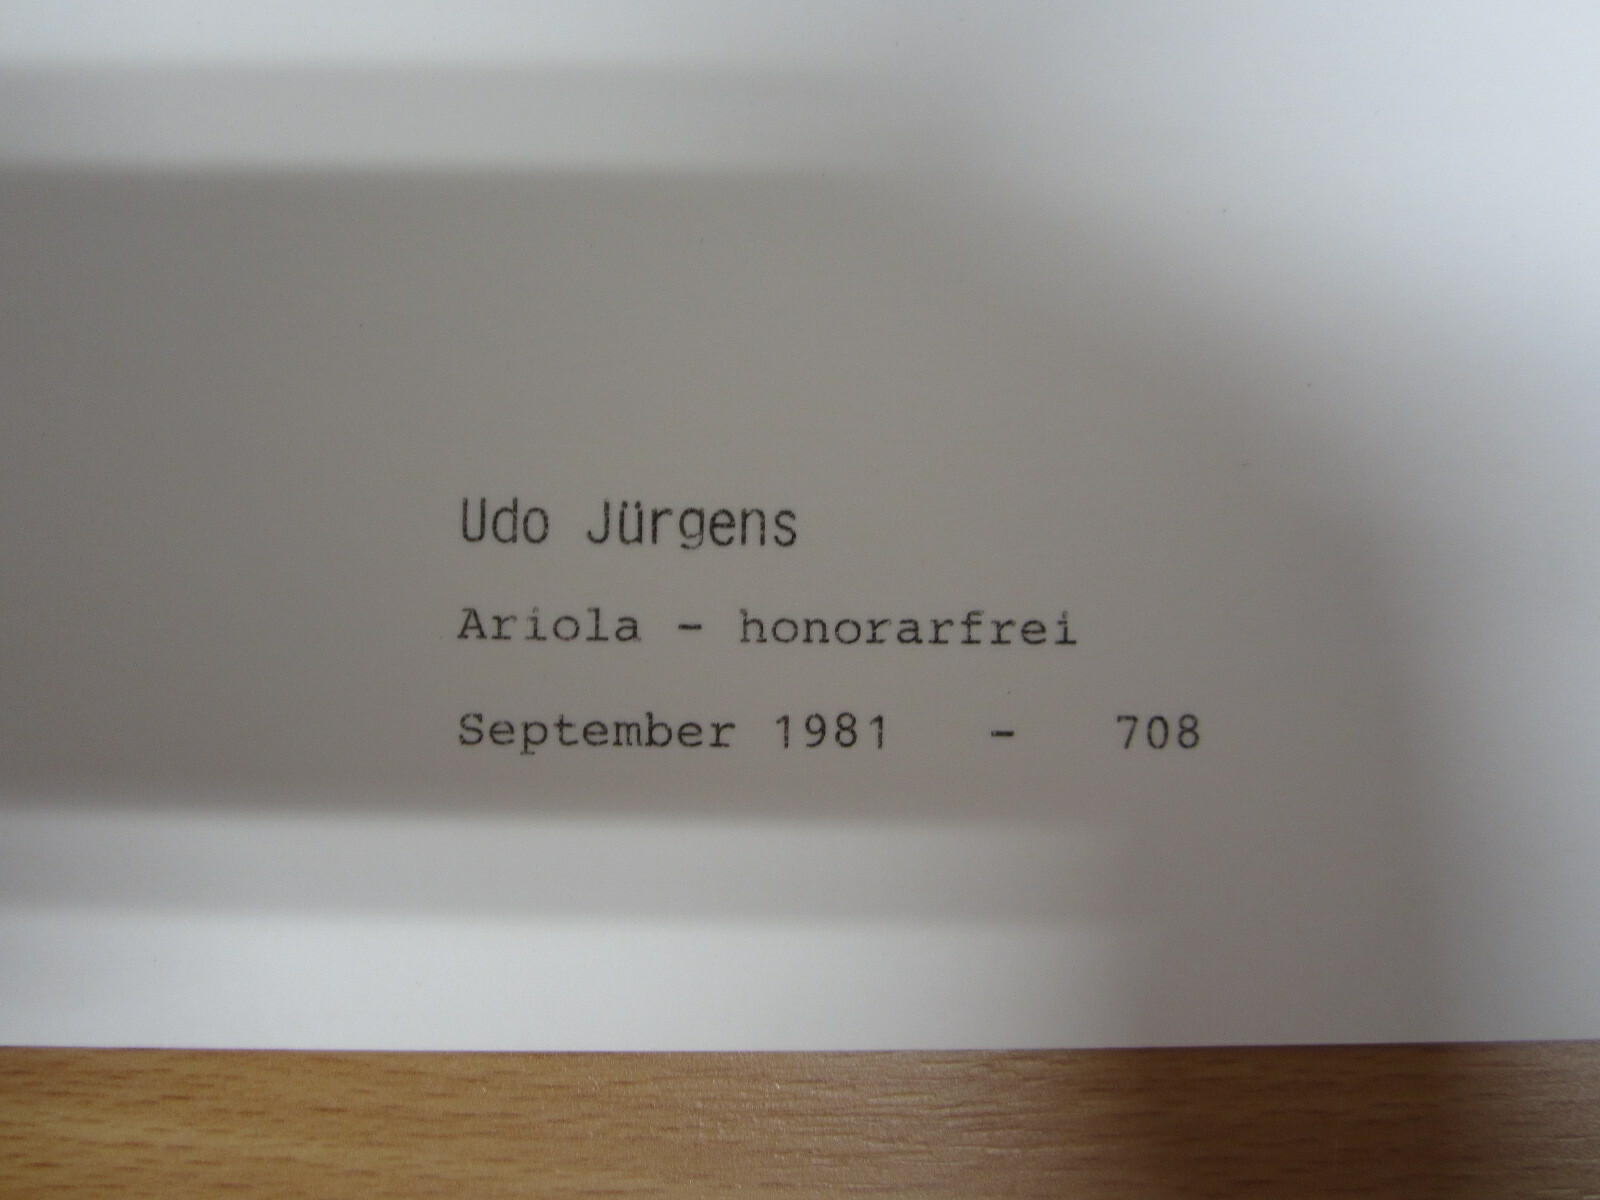 Udo Jürgens
Ariola - honorarfrei
September 1981 - 708